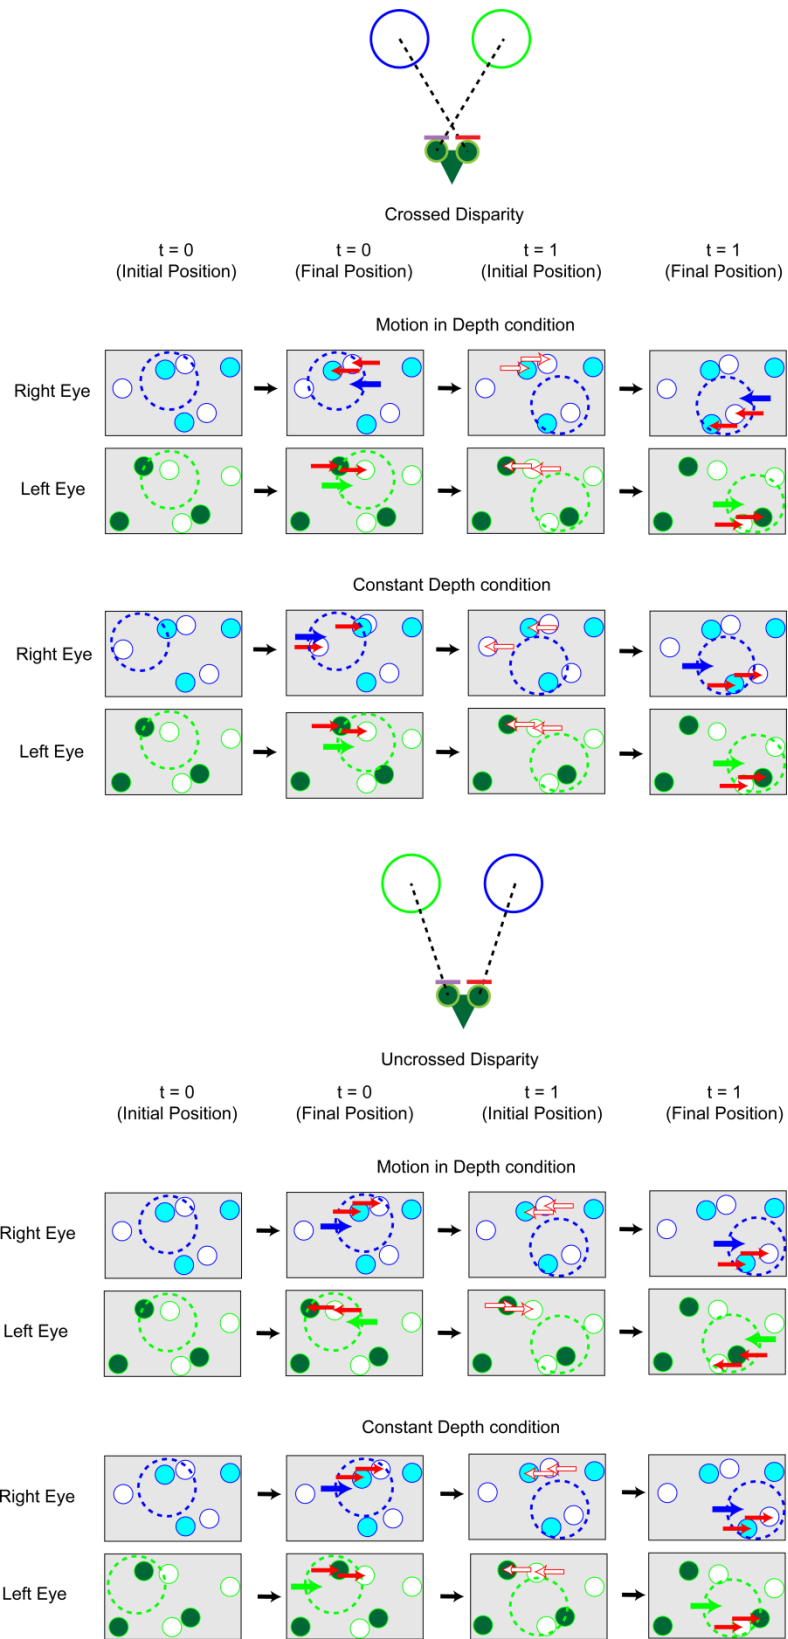 Crossed Disparity
t = 0 t = 0 t = 1 t = 1
(Initial Position) (Final Position) (Initial Position) (Final Position)
Motion in Depth condition
Right Eye
Left Eye
Constant Depth condition
Right Eye
Left Eye
Uncrossed Disparity
t = 0 t = 0 t = 1 t = 1
(Initial Position) (Final Position) (Initial Position) (Final Position)
Motion in Depth condition
Right Eye
Left Eye
Constant Depth condition
Right Eye
Left Eye